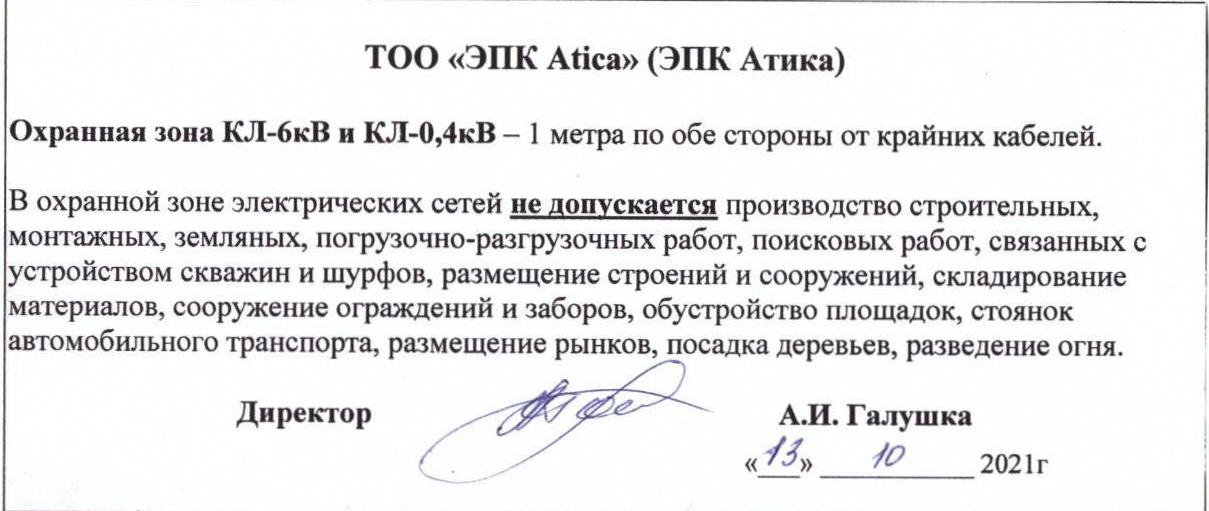 ТОО «ЭПК Atica» (ЭПК Атика)
Охранная зона КЛ-6кВ и КЛ-0,4кВ – 1 метра по обе стороны от крайних кабелей.
В охранной зоне электрических сетей не допускается производство строительных,
монтажных, земляных, погрузочно-разгрузочных работ, поисковых работ, связанных с
устройством скважин и шурфов, размещение строений и сооружений, складирование
материалов, сооружение ограждений и заборов, обустройство площадок, стоянок
автомобильного транспорта, размещение рынков, посадка деревьев, разведение огня.
Директор А.И. Галушка
«13» 10 2021г